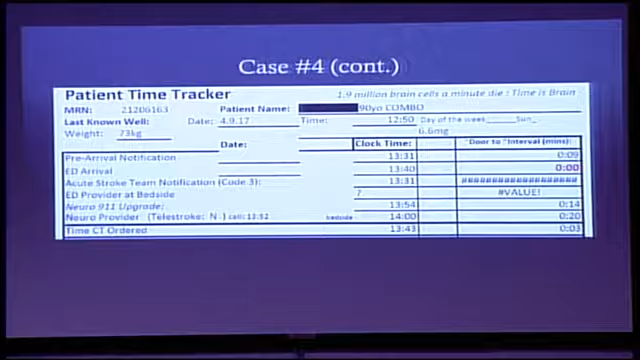 Case #4 (cont.)
Patient Time Tracker 1.9 million brain cells a minute die : Time is Brain
MRN: 21206163 Patient Name: 90yo COMBO
Last Known Well: Date: 4.9.17 Time: 12:50 Day of the week Sun
Weight: 73kg 6.6mg
Date: Clock Time: "Door to "Interval (mins):
Pre-Arrival Notification 13:31 0:09
ED Arrival 13:40 0:00
Acute Stroke Team Notification (Code 3): 13:31 ###################
ED Provider at Bedside ? #VALUE!
Neuro 911 Upgrade: 13:54 0:14
Neuro Provider (Telestroke: N ) call: 13:52 bedside 14:00 0:20
Time CT Ordered 13:43 0:03